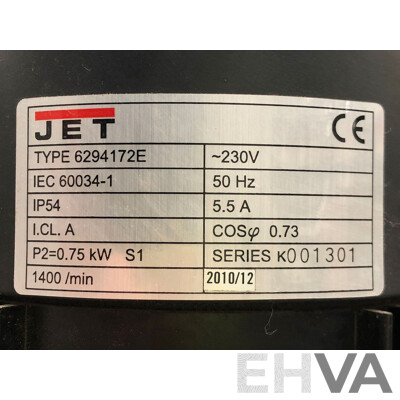 JET
CE
TYPE 6294172E ~230V
IEC 60034-1 50 Hz
IP54 5.5 A
I.CL. A COSφ 0.73
P2=0.75 kW S1 SERIES K001301
1400 /min 2010/12
EHVA